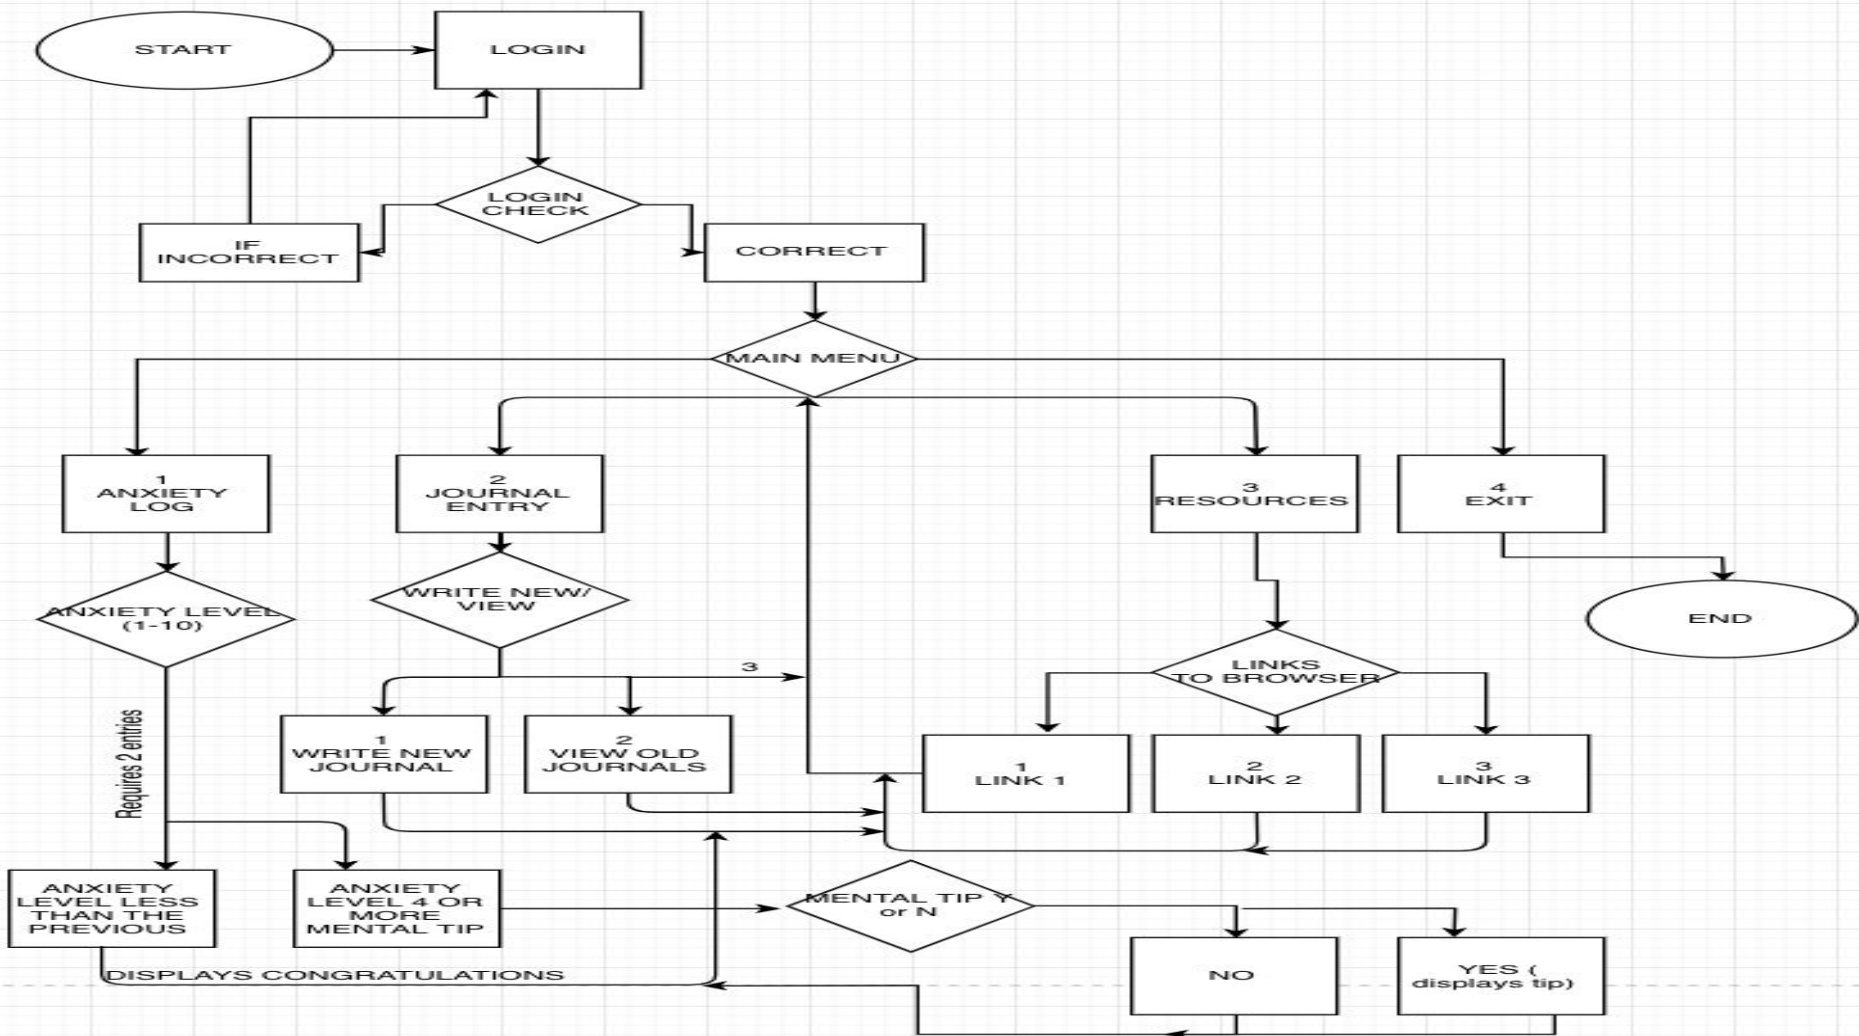 START
LOGIN
LOGIN
CHECK
IF
INCORRECT
CORRECT
MAIN MENU
1
ANXIETY
LOG
2
JOURNAL
ENTRY
3
RESOURCES
4
EXIT
ANXIETY LEVEL
(1-10)
WRITE NEW/
VIEW
END
3
LINKS
TO BROWSER
Requires 2 entries
1
WRITE NEW
JOURNAL
2
VIEW OLD
JOURNALS
1
LINK 1
2
LINK 2
3
LINK 3
ANXIETY
LEVEL LESS
THAN THE
PREVIOUS
ANXIETY
LEVEL 4 OR
MORE
MENTAL TIP
MENTAL TIP Y
or N
DISPLAYS CONGRATULATIONS
NO
YES (
displays tip)